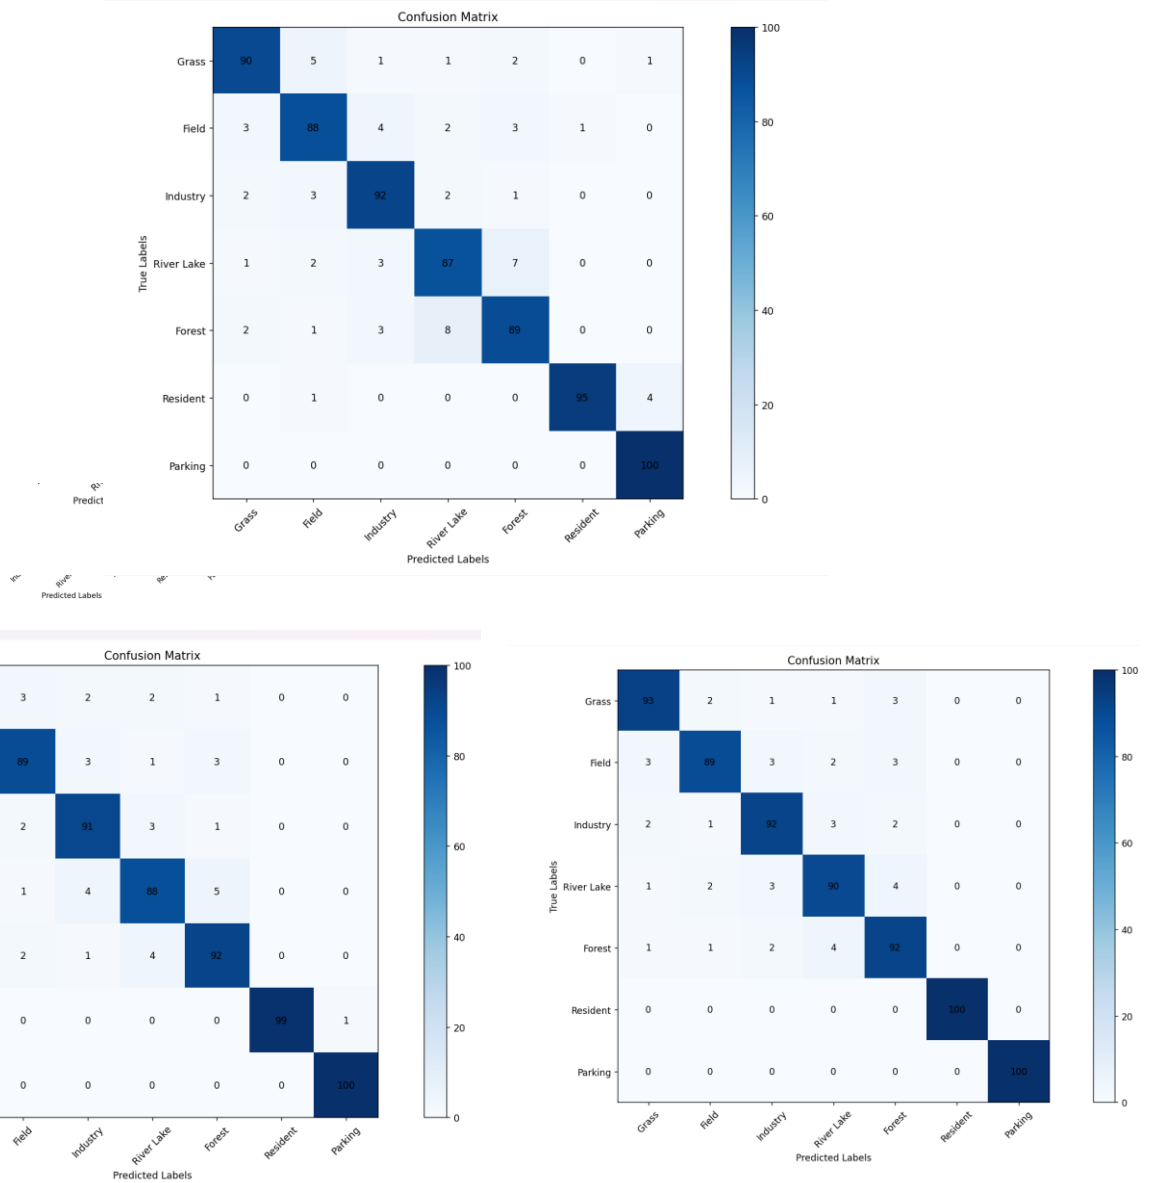 Confusion Matrix
100
Grass 90 5 1 1 2 0 1
80
Field 3 88 4 2 3 1 0
Industry 2 3 92 2 1 0 0
60
True Labels
River Lake 1 2 3 87 7 0 0
40
Forest 2 1 3 8 89 0 0
Resident 0 1 0 0 0 95 4
20
Parking 0 0 0 0 0 0 100
0
Grass Field Industry River Lake Forest Resident Parking
Predicted Labels
Predicted Labels
Confusion Matrix
100
3 2 2 1 0 0
89 3 1 3 0 0
80
2 91 3 1 0 0
60
1 4 88 5 0 0
2 1 4 92 0 0
40
0 0 0 0 99 1
20
0 0 0 0 0 100
0
Field Industry River Lake Forest Resident Parking
Predicted Labels
Confusion Matrix
100
Grass 93 2 1 1 3 0 0
Field 3 89 3 2 3 0 0
80
Industry 2 1 92 3 2 0 0
60
True Labels
River Lake 1 2 3 90 4 0 0
40
Forest 1 1 2 4 92 0 0
Resident 0 0 0 0 0 100 0
20
Parking 0 0 0 0 0 0 100
0
Grass Field Industry River Lake Forest Resident Parking
Predicted Labels